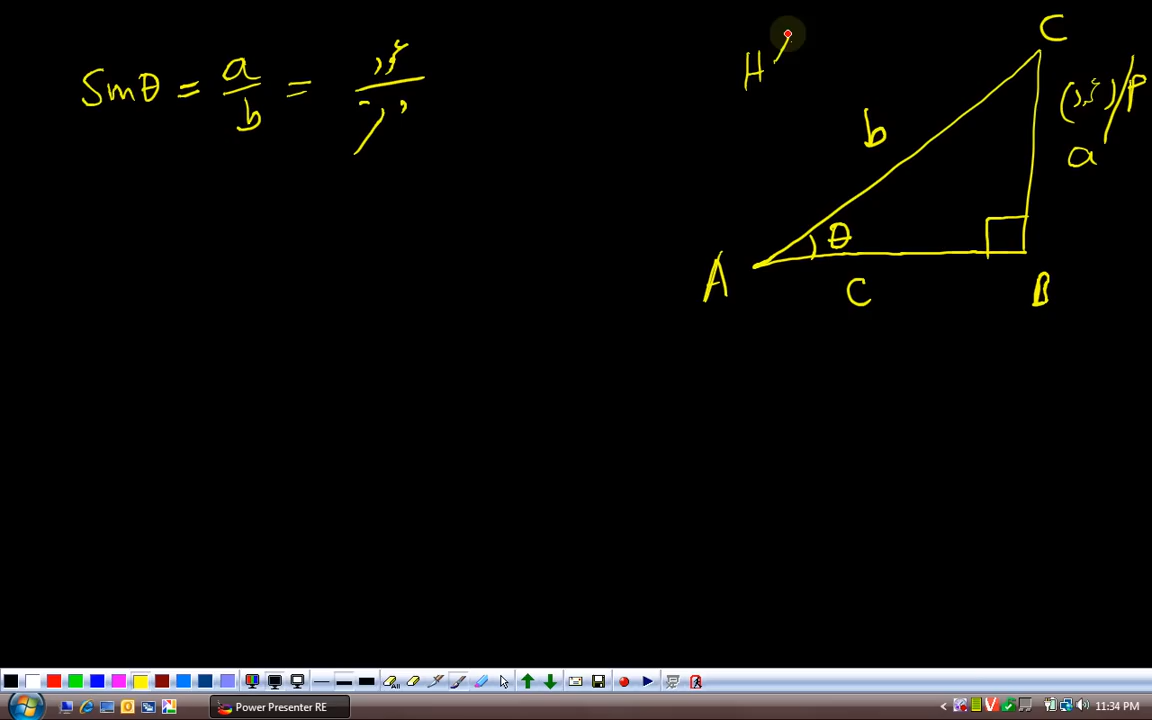 Sinθ = a/b =
H/
C
b
P
a
θ
A
C
B
Power Presenter RE
11:34 PM